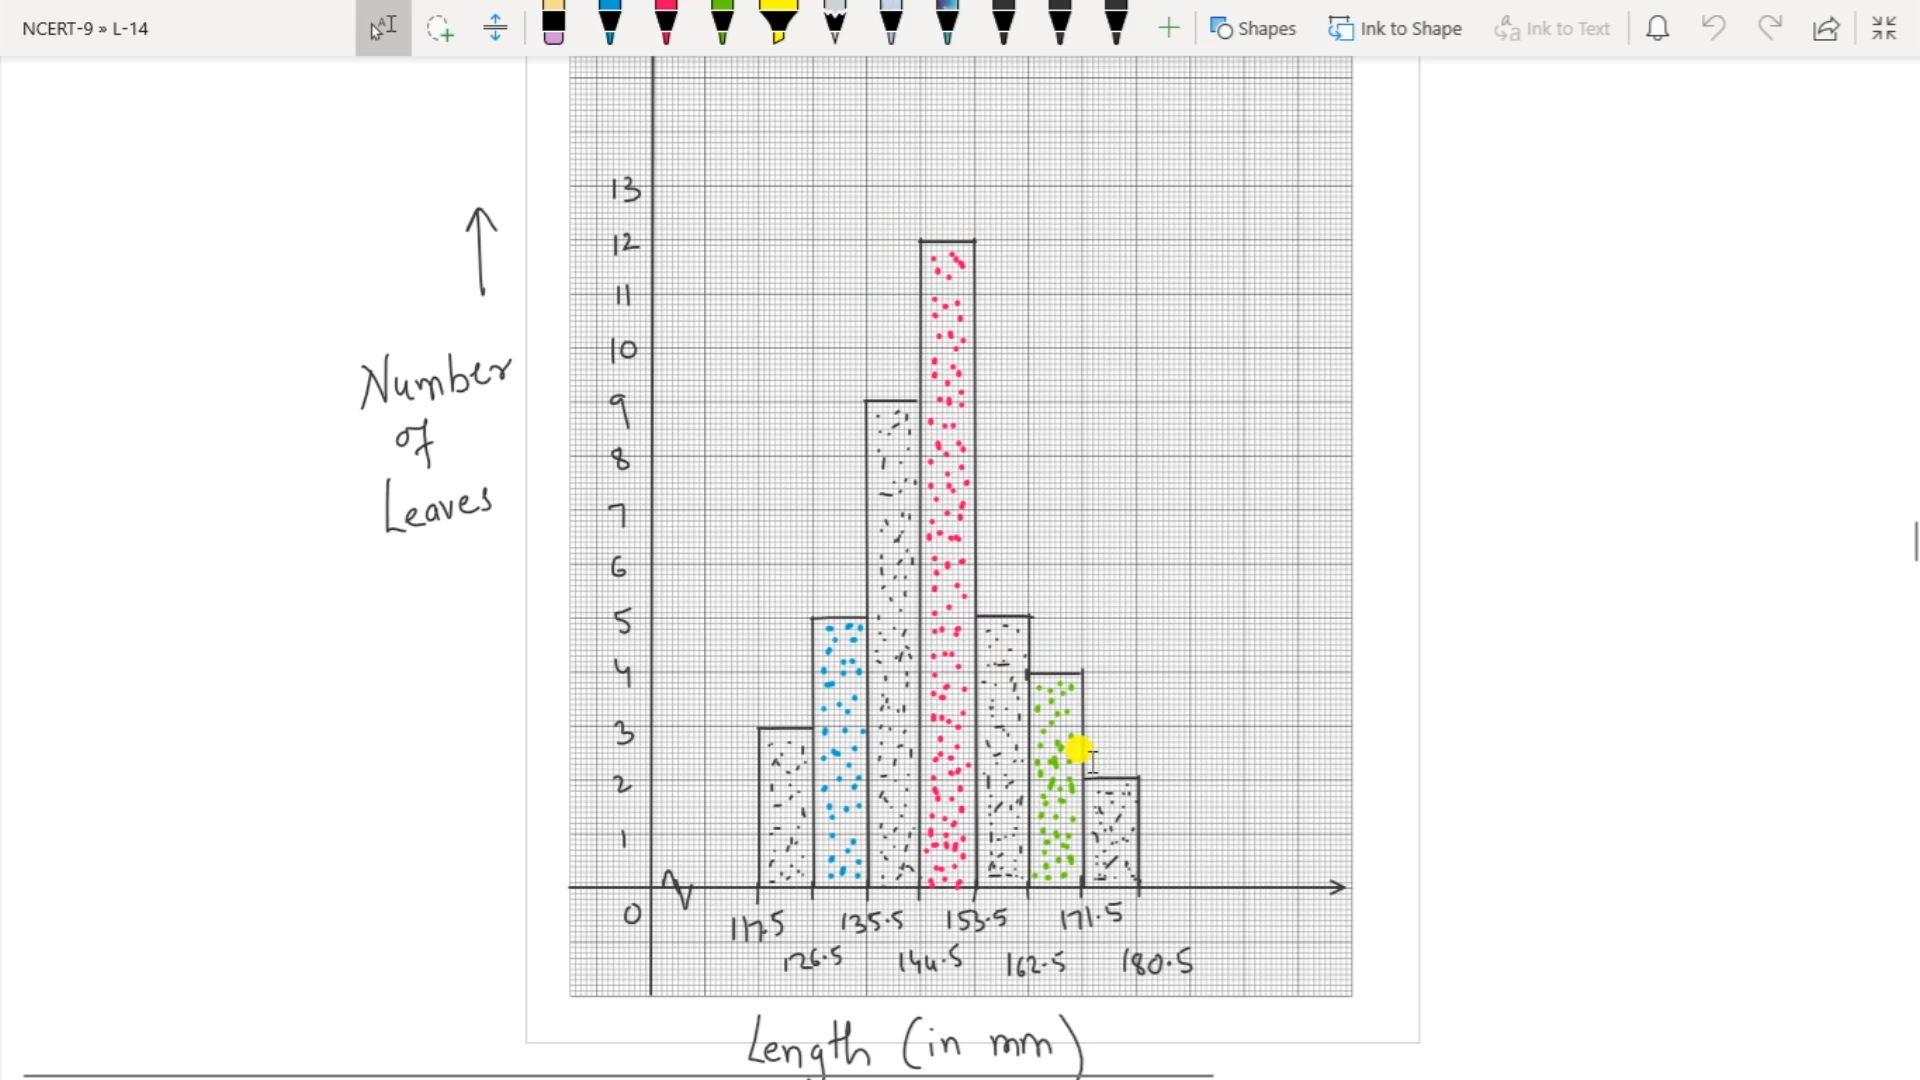 NCERT-9 » L-14
Shapes
Ink to Shape
Ink to Text
13
12
11
10
9
8
7
6
5
4
3
2
1
0
Number
of
Leaves
117.5
126.5
135.5
144.5
153.5
162.5
171.5
180.5
Length (in mm)